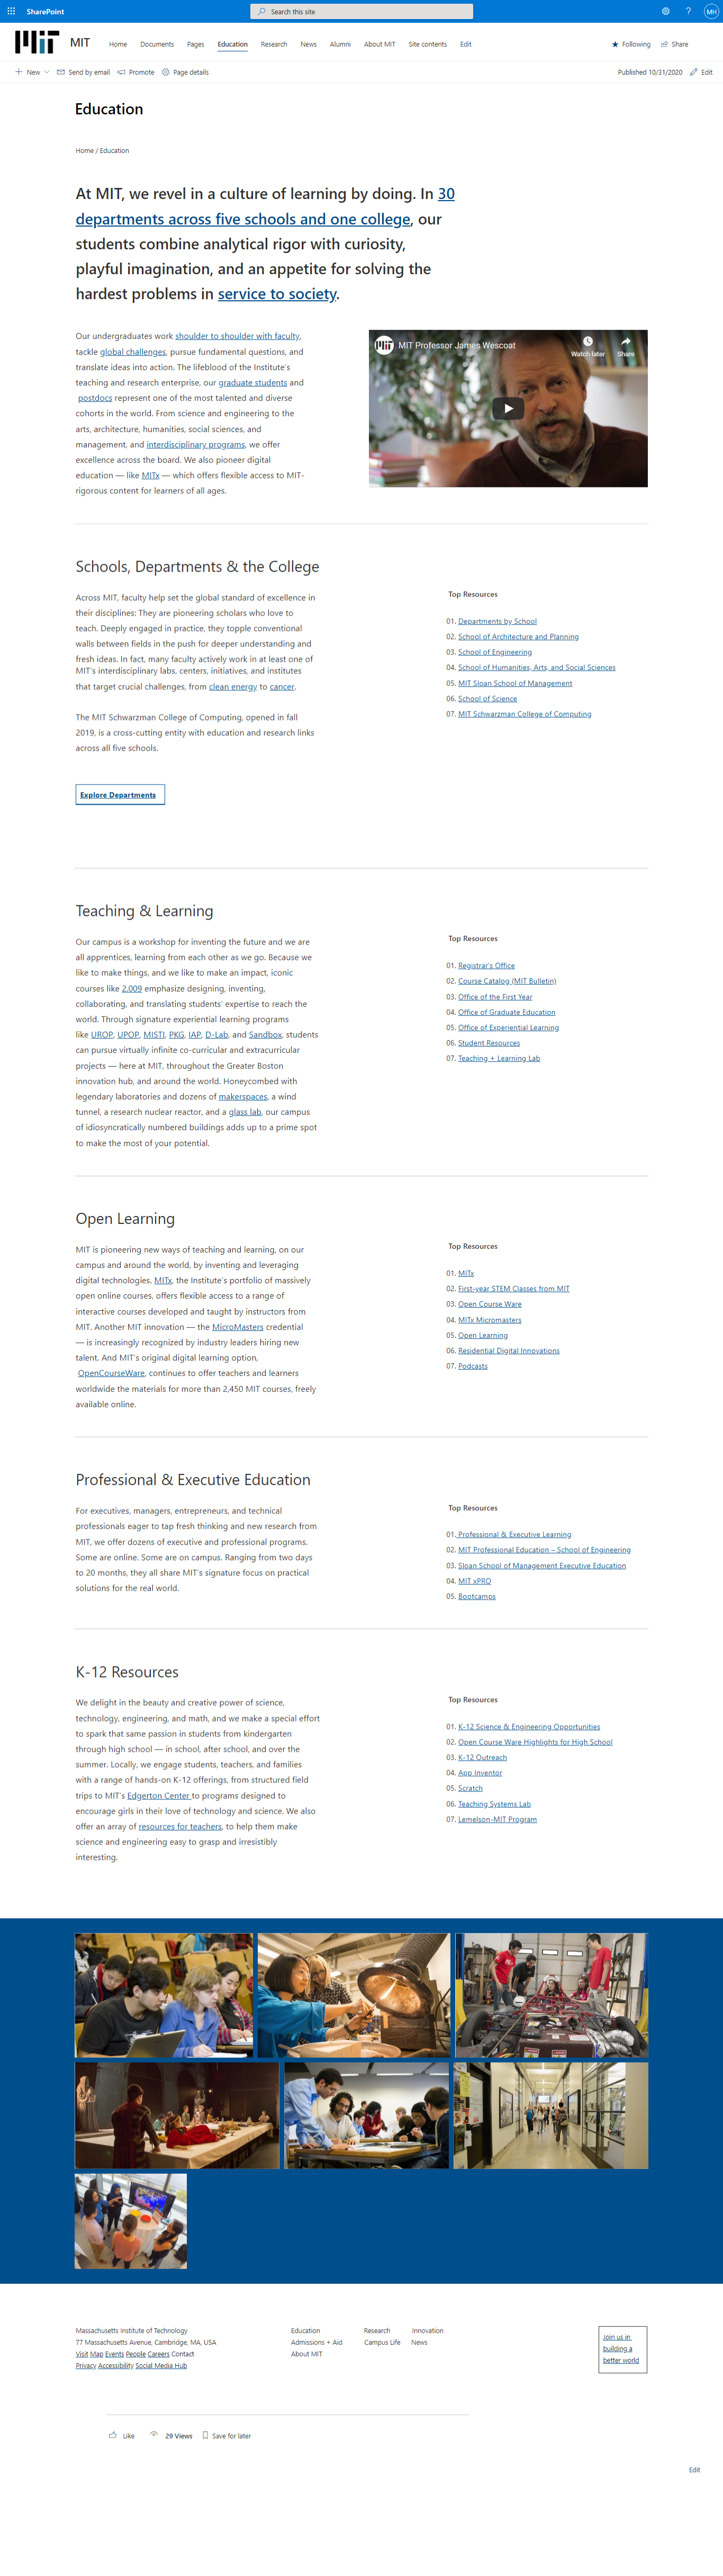 SharePoint
Search this site
?
MH
MIT
MIT
Home Documents Pages Education Research News Alumni About MIT Site contents Edit
Following Share
New Send by email Promote Page details
Published 10/31/2020 Edit
Education
Home / Education
At MIT, we revel in a culture of learning by doing. In 30
departments across five schools and one college, our
students combine analytical rigor with curiosity,
playful imagination, and an appetite for solving the
hardest problems in service to society.
Our undergraduates work shoulder to shoulder with faculty,
tackle global challenges, pursue fundamental questions, and
translate ideas into action. The lifeblood of the Institute's
teaching and research enterprise, our graduate students and
postdocs represent one of the most talented and diverse
cohorts in the world. From science and engineering to the
arts, architecture, humanities, social sciences, and
management, and interdisciplinary programs, we offer
excellence across the board. We also pioneer digital
education — like MITx — which offers flexible access to MIT-
rigorous content for learners of all ages.
MIT Professor James Wescoat
Watch later Share
Schools, Departments & the College
Across MIT, faculty help set the global standard of excellence in
their disciplines: They are pioneering scholars who love to
teach. Deeply engaged in practice, they topple conventional
walls between fields in the push for deeper understanding and
fresh ideas. In fact, many faculty actively work in at least one of
MIT's interdisciplinary labs, centers, initiatives, and institutes
that target crucial challenges, from clean energy to cancer.
The MIT Schwarzman College of Computing, opened in fall
2019, is a cross-cutting entity with education and research links
across all five schools.
Explore Departments
Top Resources
01. Departments by School
02. School of Architecture and Planning
03. School of Engineering
04. School of Humanities, Arts, and Social Sciences
05. MIT Sloan School of Management
06. School of Science
07. MIT Schwarzman College of Computing
Teaching & Learning
Our campus is a workshop for inventing the future and we are
all apprentices, learning from each other as we go. Because we
like to make things, and we like to make an impact, iconic
courses like 2.009 emphasize designing, inventing,
collaborating, and translating students' expertise to reach the
world. Through signature experiential learning programs
like UROP, UPOP, MISTI, PKG, IAP, D-Lab, and Sandbox, students
can pursue virtually infinite co-curricular and extracurricular
projects — here at MIT, throughout the Greater Boston
innovation hub, and around the world. Honeycombed with
legendary laboratories and dozens of makerspaces, a wind
tunnel, a research nuclear reactor, and a glass lab, our campus
of idiosyncratically numbered buildings adds up to a prime spot
to make the most of your potential.
Top Resources
01. Registrar's Office
02. Course Catalog (MIT Bulletin)
03. Office of the First Year
04. Office of Graduate Education
05. Office of Experiential Learning
06. Student Resources
07. Teaching + Learning Lab
Open Learning
MIT is pioneering new ways of teaching and learning, on our
campus and around the world, by inventing and leveraging
digital technologies. MITx, the Institute's portfolio of massively
open online courses, offers flexible access to a range of
interactive courses developed and taught by instructors from
MIT. Another MIT innovation — the MicroMasters credential
— is increasingly recognized by industry leaders hiring new
talent. And MIT's original digital learning option,
OpenCourseWare, continues to offer teachers and learners
worldwide the materials for more than 2,450 MIT courses, freely
available online.
Top Resources
01. MITx
02. First-year STEM Classes from MIT
03. Open Course Ware
04. MITx Micromasters
05. Open Learning
06. Residential Digital Innovations
07. Podcasts
Professional & Executive Education
For executives, managers, entrepreneurs, and technical
professionals eager to tap fresh thinking and new research from
MIT, we offer dozens of executive and professional programs.
Some are online. Some are on campus. Ranging from two days
to 20 months, they all share MIT's signature focus on practical
solutions for the real world.
Top Resources
01. Professional & Executive Learning
02. MIT Professional Education – School of Engineering
03. Sloan School of Management Executive Education
04. MIT xPRO
05. Bootcamps
K-12 Resources
We delight in the beauty and creative power of science,
technology, engineering, and math, and we make a special effort
to spark that same passion in students from kindergarten
through high school — in school, after school, and over the
summer. Locally, we engage students, teachers, and families
with a range of hands-on K-12 offerings, from structured field
trips to MIT's Edgerton Center to programs designed to
encourage girls in their love of technology and science. We also
offer an array of resources for teachers, to help them make
science and engineering easy to grasp and irresistibly
interesting.
Top Resources
01. K-12 Science & Engineering Opportunities
02. Open Course Ware Highlights for High School
03. K-12 Outreach
04. App Inventor
05. Scratch
06. Teaching Systems Lab
07. Lemelson-MIT Program
Massachusetts Institute of Technology
77 Massachusetts Avenue, Cambridge, MA, USA
Visit Map Events People Careers Contact
Privacy Accessibility Social Media Hub
Education Research Innovation
Admissions + Aid Campus Life News
About MIT
Join us in
building a
better world
Like 29 Views Save for later
Edit